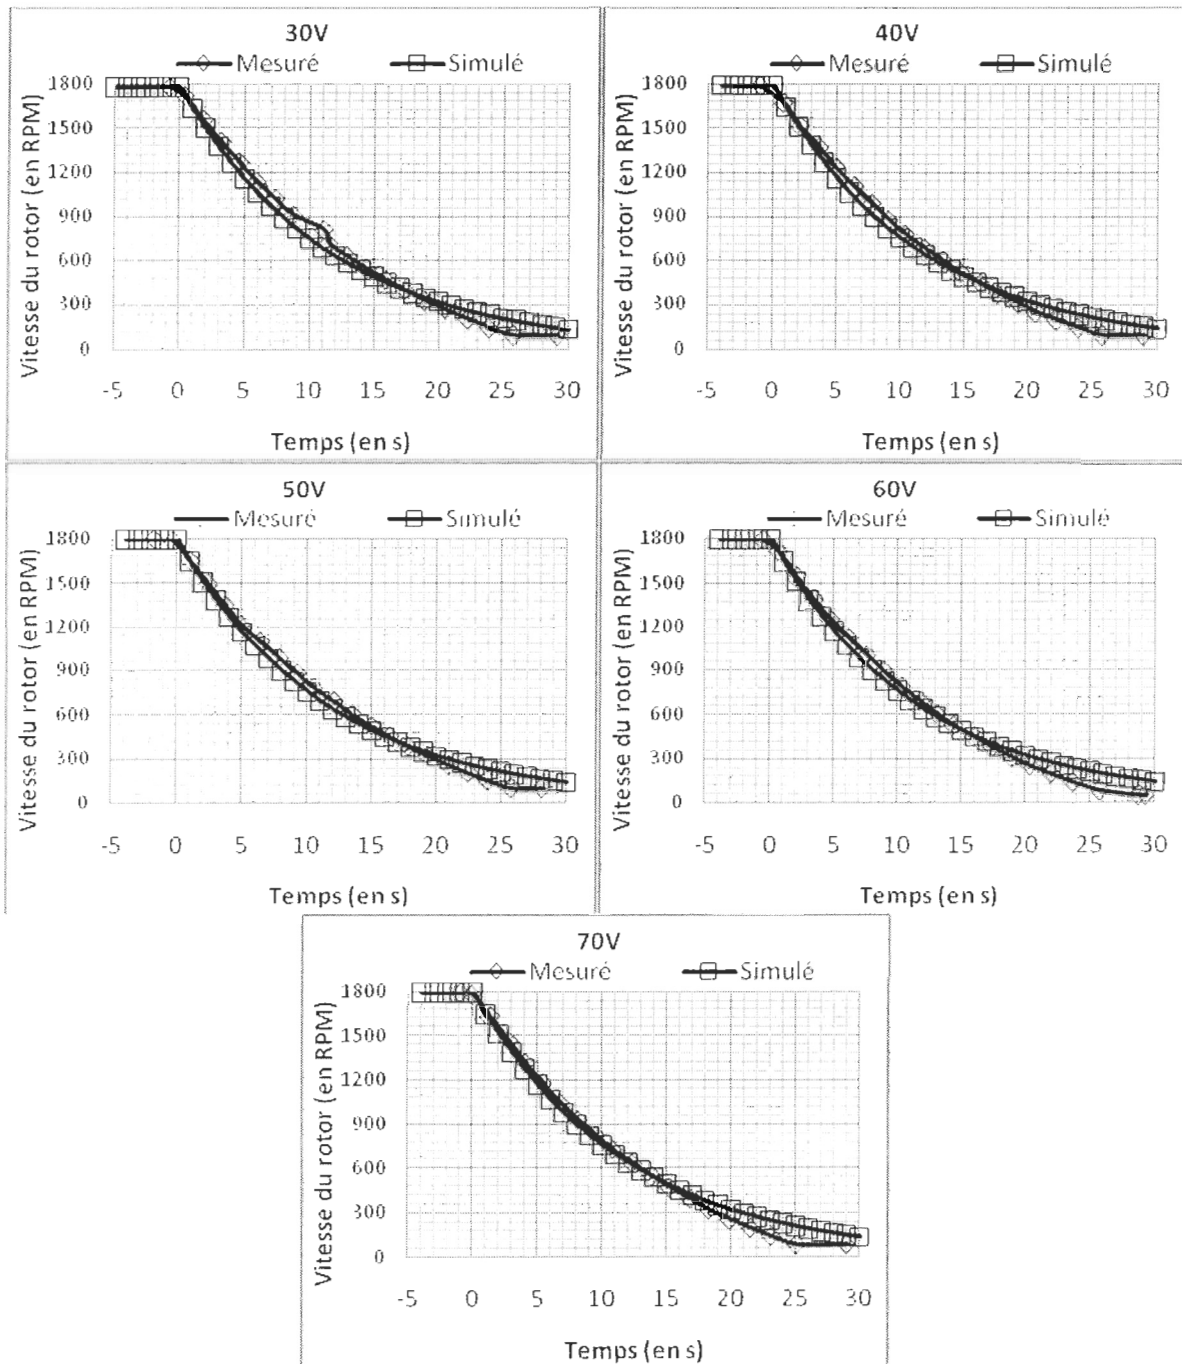 30V
Mesuré Simulé
Vitesse du rotor (en RPM)
1800
1500
1200
900
600
300
0
-5 0 5 10 15 20 25 30
Temps (en s)
40V
Mesuré Simulé
Vitesse du rotor (en RPM)
1800
1500
1200
900
600
300
0
-5 0 5 10 15 20 25 30
Temps (en s)
50V
Mesuré Simulé
Vitesse du rotor (en RPM)
1800
1500
1200
900
600
300
0
-5 0 5 10 15 20 25 30
Temps (en s)
60V
Mesuré Simulé
Vitesse du rotor (en RPM)
1800
1500
1200
900
600
300
0
-5 0 5 10 15 20 25 30
Temps (en s)
70V
Mesuré Simulé
Vitesse du rotor (en RPM)
1800
1500
1200
900
600
300
0
-5 0 5 10 15 20 25 30
Temps (en s)